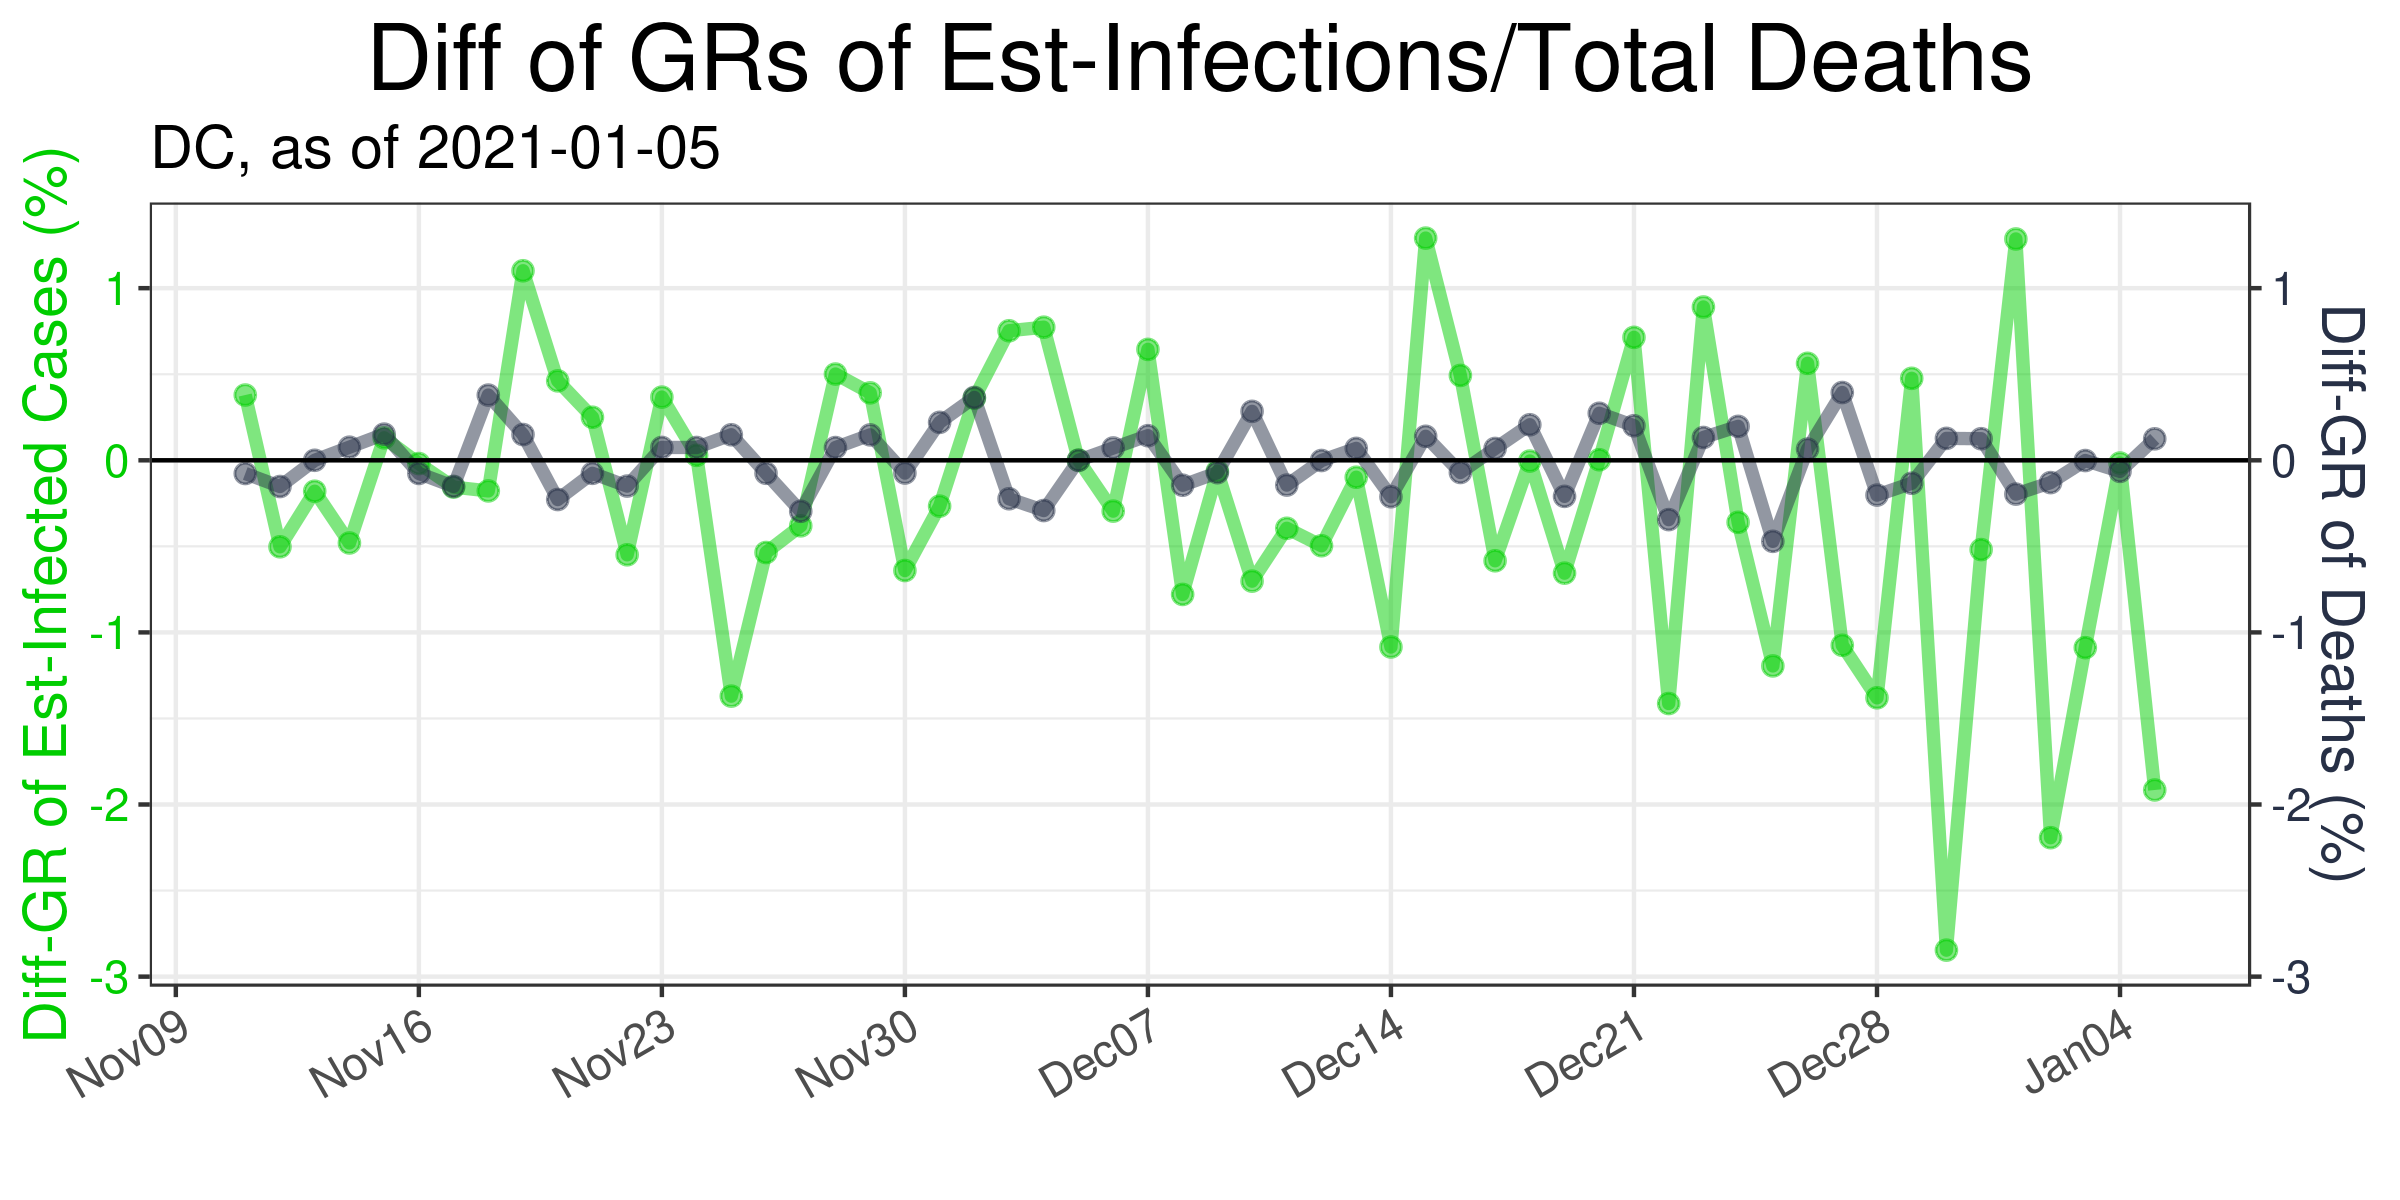 Diff of GRs of Est-Infections/Total Deaths
DC, as of 2021-01-05
Diff-GR of Est-Infected Cases (%)
1
0
-1
-2
-3
1
0
-1
-2
-3
Diff-GR of Deaths (%)
Nov09
Nov16
Nov23
Nov30
Dec07
Dec14
Dec21
Dec28
Jan04